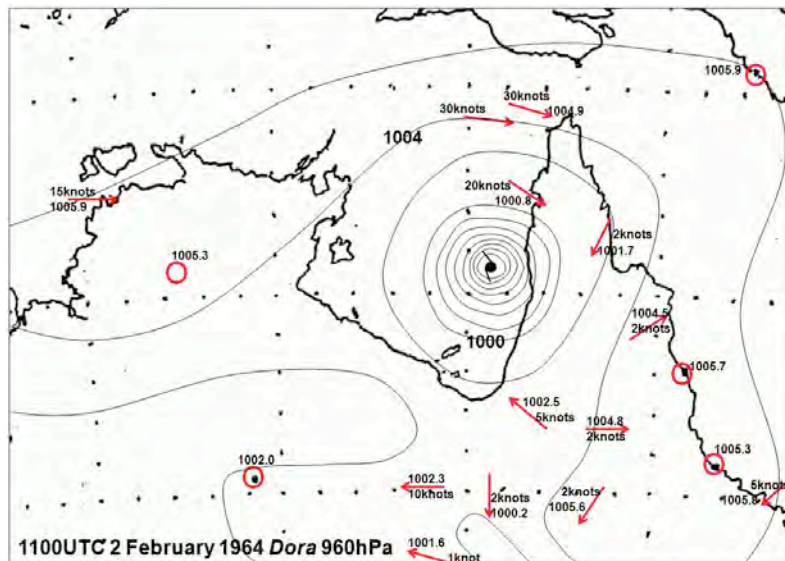 1005.9
30knots
30knots
1004.9
1004
15knots
1005.9
20knots
1000.8
2knots
1001.7
1005.3
1004.5
2knots
1000
1005.7
1002.5
5knots
1004.8
2knots
1002.0
1005.3
1002.3
10knots
2knots
1000.2
2knots
1005.6
5knots
1005.8
1001.6
1knot
1100UTC 2 February 1964 Dora 960hPa